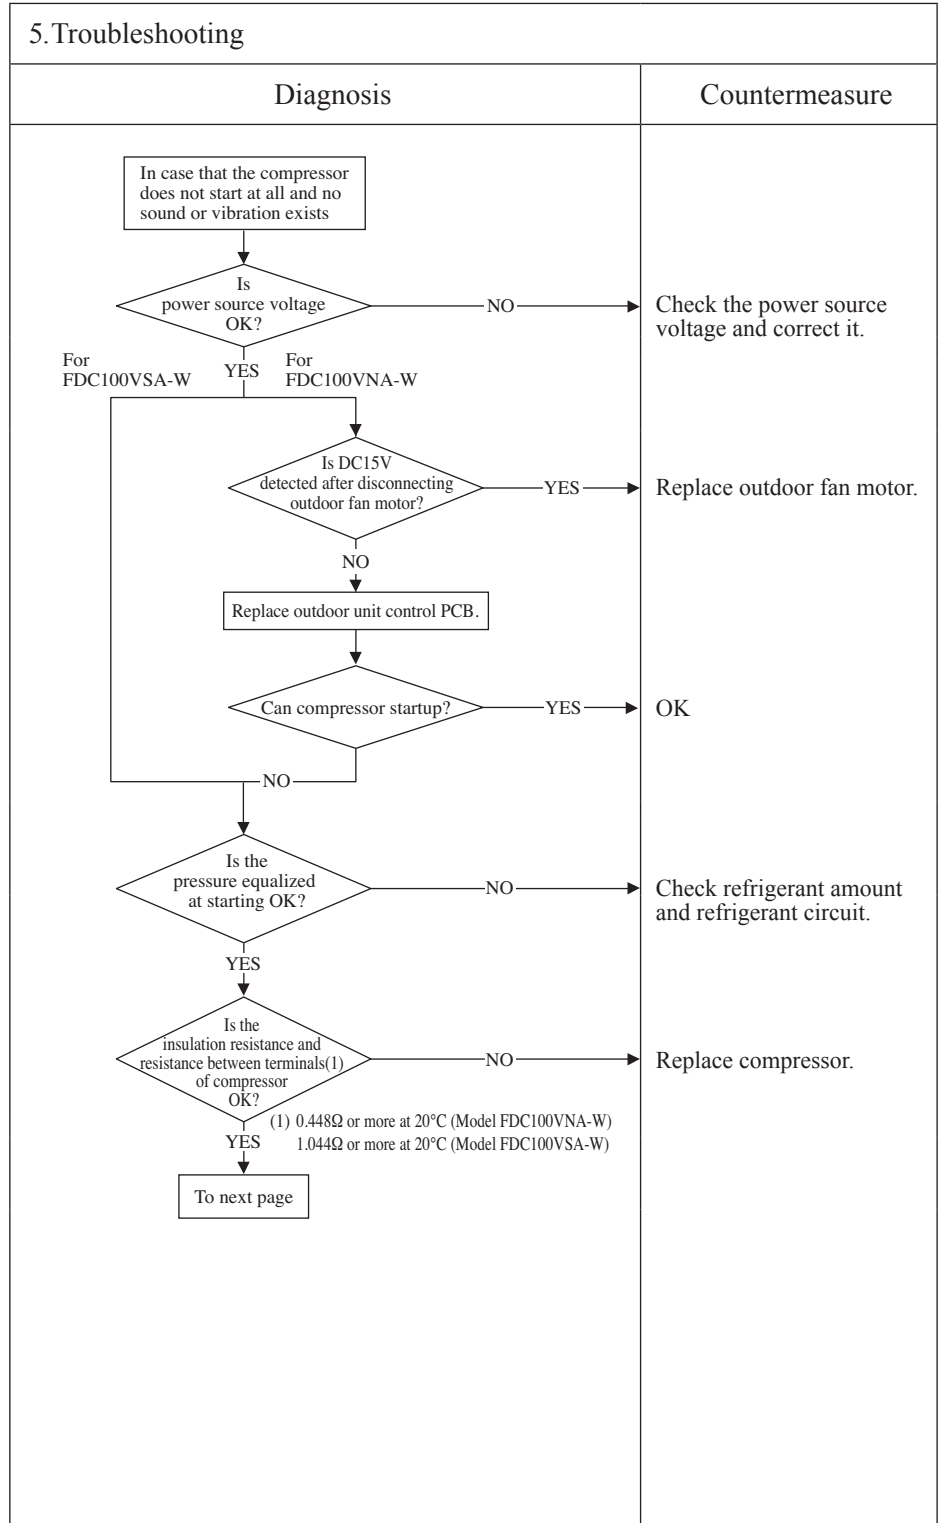 5.Troubleshooting
Diagnosis
Countermeasure
In case that the compressor
does not start at all and no
sound or vibration exists
Is
power source voltage
OK?
NO
Check the power source
voltage and correct it.
For
FDC100VSA-W
YES
For
FDC100VNA-W
Is DC15V
detected after disconnecting
outdoor fan motor?
YES
Replace outdoor fan motor.
NO
Replace outdoor unit control PCB.
Can compressor startup?
YES
OK
NO
Is the
pressure equalized
at starting OK?
NO
Check refrigerant amount
and refrigerant circuit.
YES
Is the
insulation resistance and
resistance between terminals(1)
of compressor
OK?
NO
Replace compressor.
(1) 0.448Ω or more at 20°C (Model FDC100VNA-W)
1.044Ω or more at 20°C (Model FDC100VSA-W)
YES
To next page